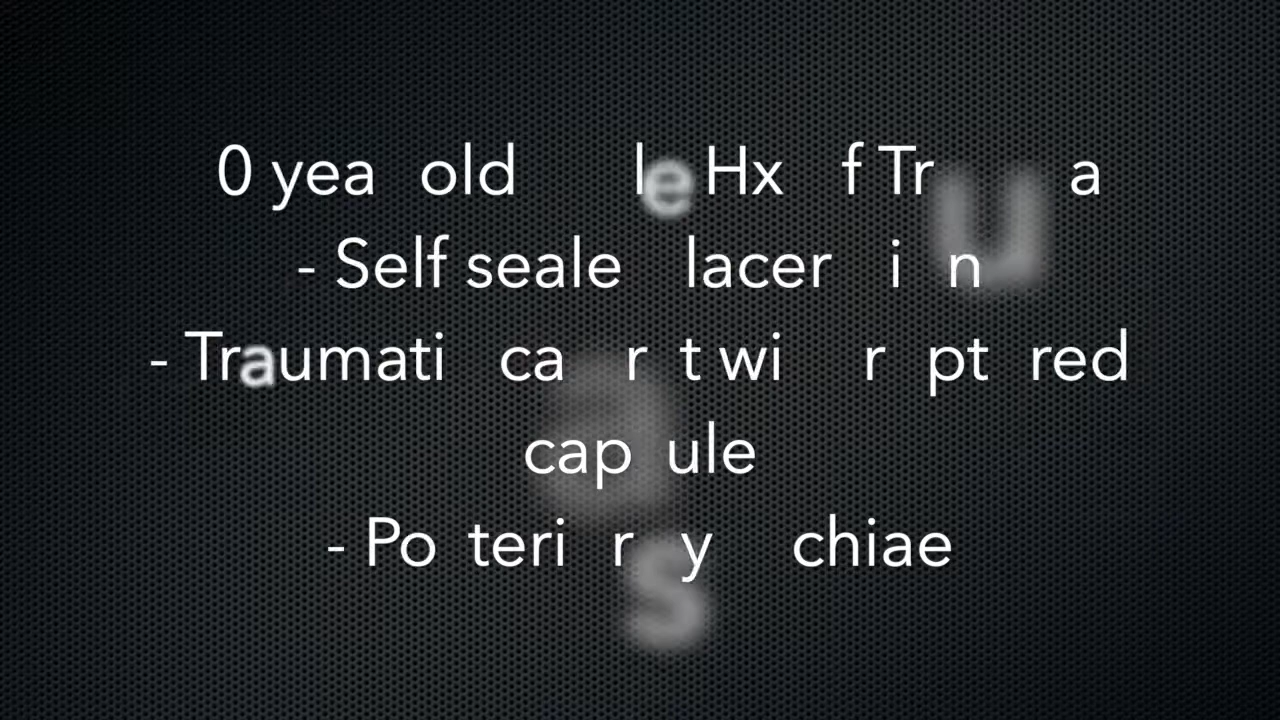 0 yea old le Hx f Tr u a
- Self seale lacer i n
- Traumati ca r t wi r pt red
cap ule
- Po teri r y chiae